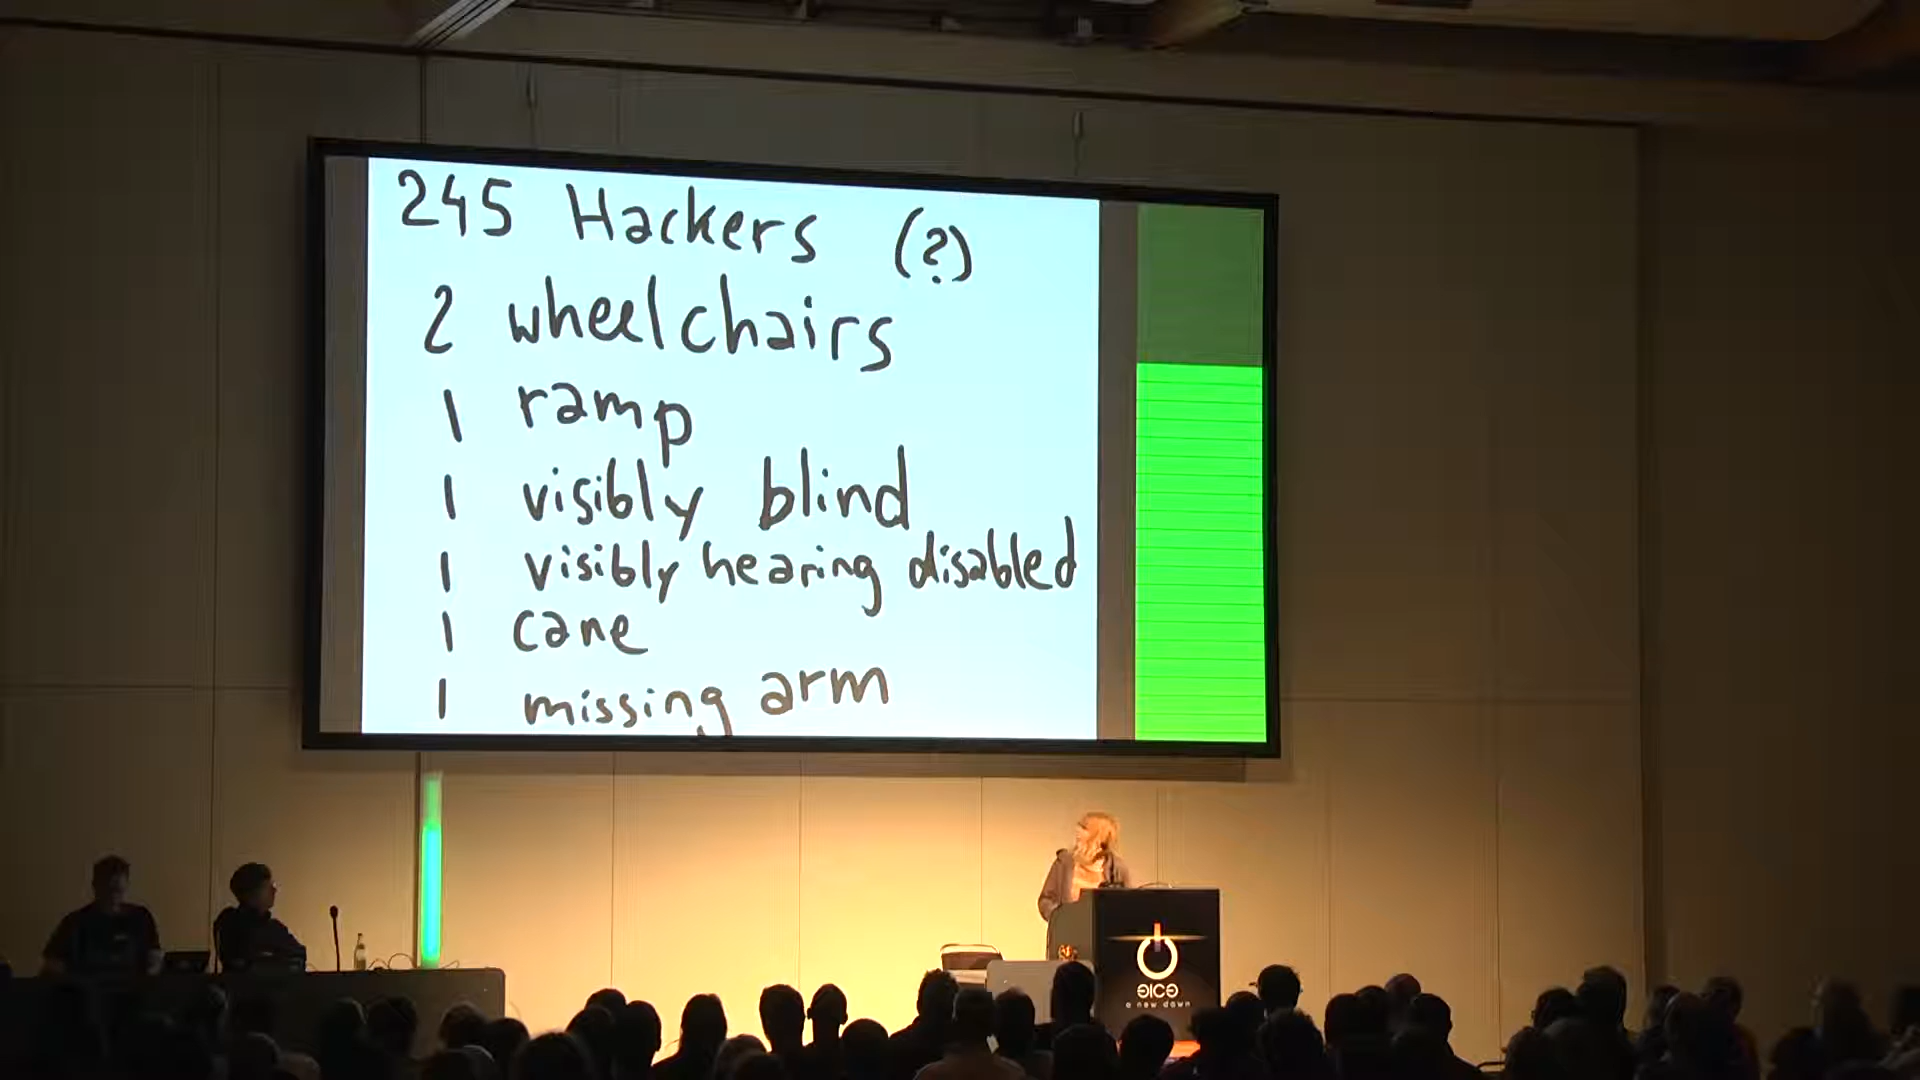 245 Hackers (?)
2 wheelchairs
1 ramp
1 visibly blind
1 visibly hearing disabled
1 cane
1 missing arm
a new dawn